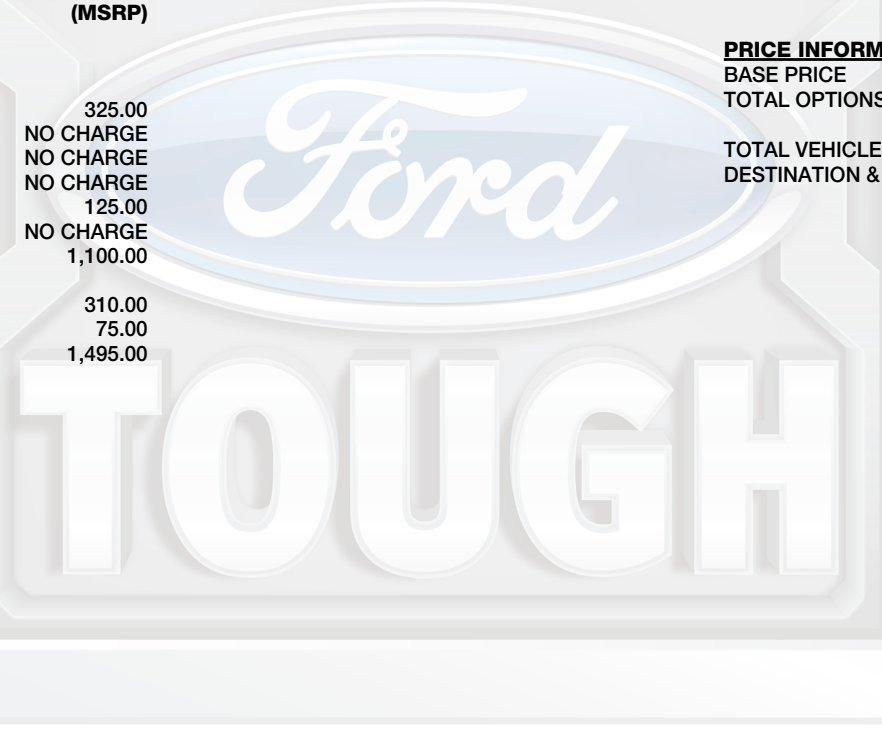 (MSRP)
325.00
NO CHARGE
NO CHARGE
NO CHARGE
125.00
NO CHARGE
1,100.00
310.00
75.00
1,495.00
PRICE INFORM
BASE PRICE
TOTAL OPTIONS
TOTAL VEHICLE
DESTINATION &
Ford
TOUGH